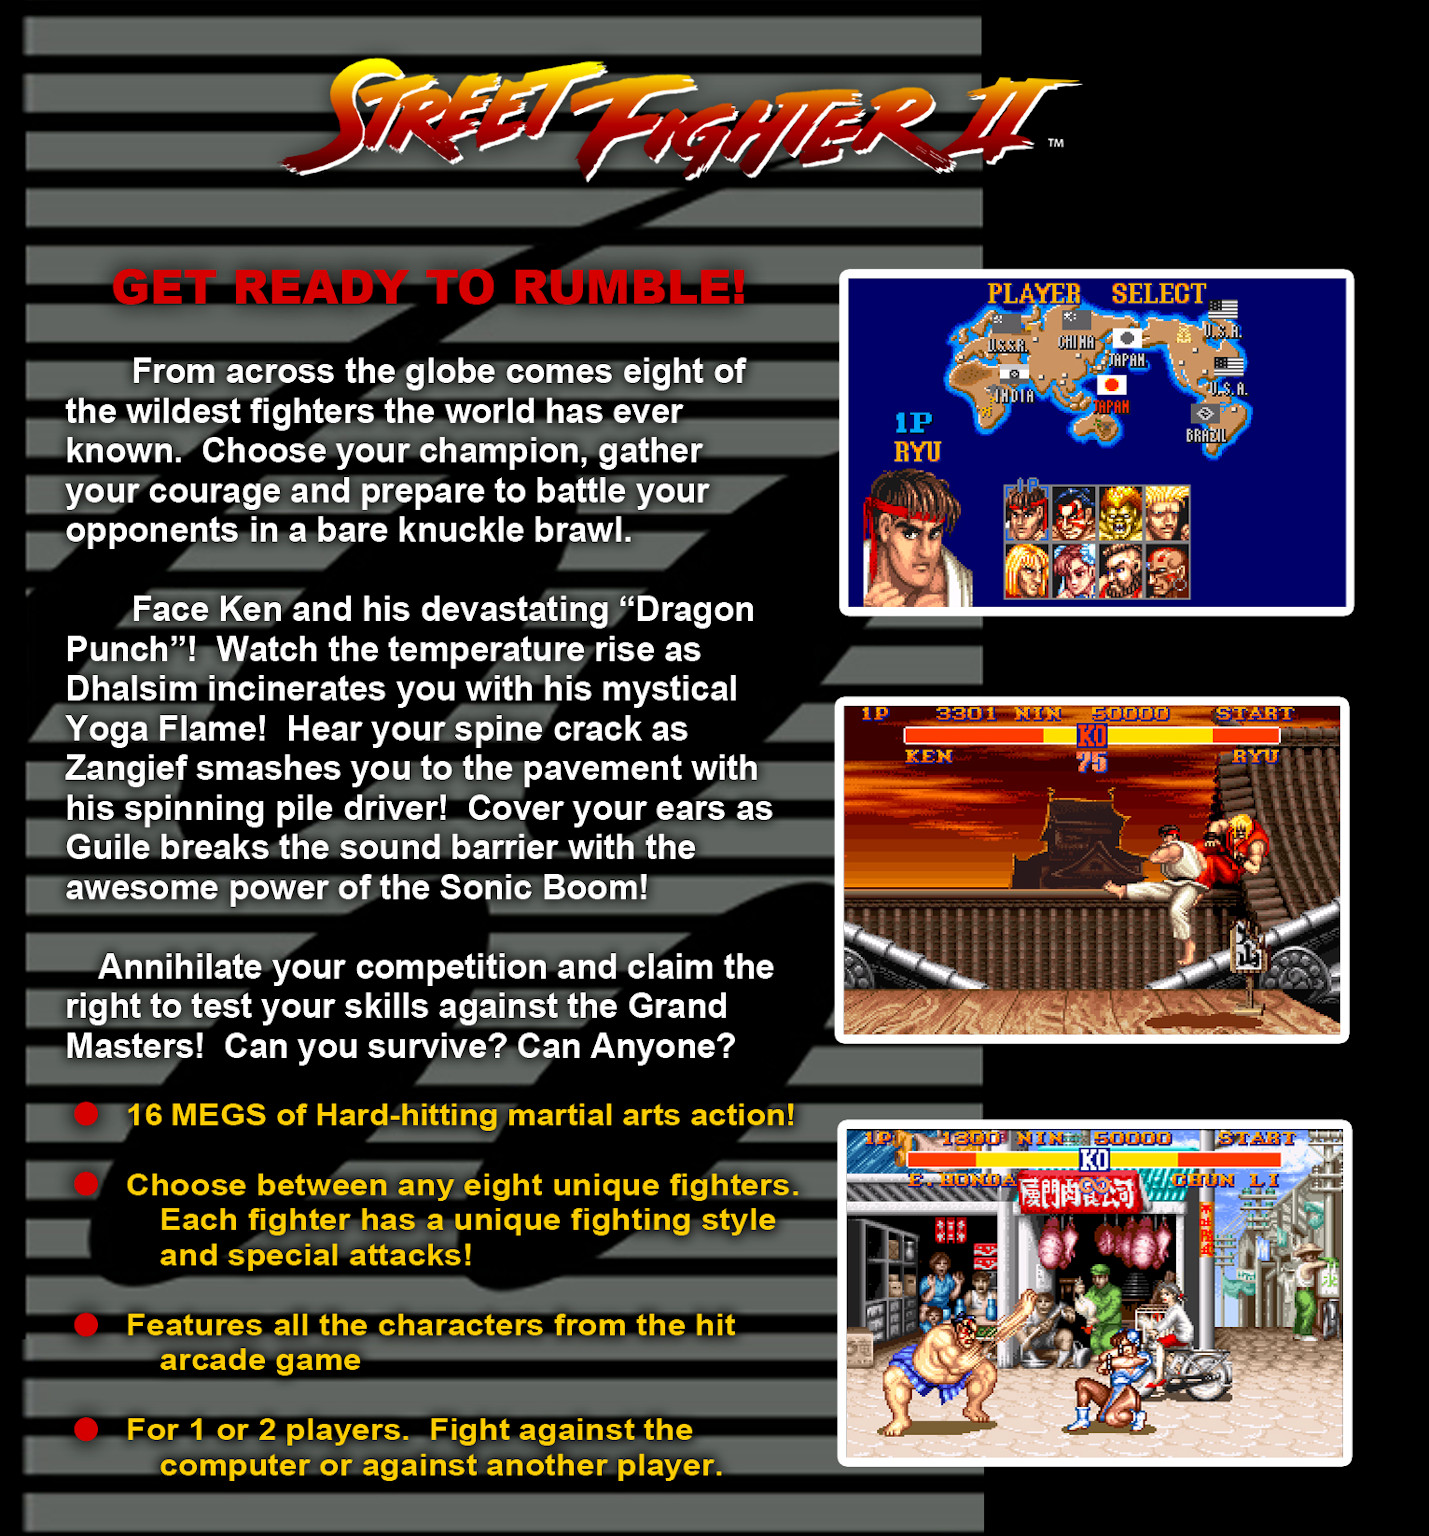 STREET FIGHTER II ™
GET READY TO RUMBLE!
From across the globe comes eight of
the wildest fighters the world has ever
known.  Choose your champion, gather
your courage and prepare to battle your
opponents in a bare knuckle brawl.
Face Ken and his devastating “Dragon
Punch”!  Watch the temperature rise as
Dhalsim incinerates you with his mystical
Yoga Flame!  Hear your spine crack as
Zangief smashes you to the pavement with
his spinning pile driver!  Cover your ears as
Guile breaks the sound barrier with the
awesome power of the Sonic Boom!
Annihilate your competition and claim the
right to test your skills against the Grand
Masters!  Can you survive? Can Anyone?
16 MEGS of Hard-hitting martial arts action!
Choose between any eight unique fighters.
Each fighter has a unique fighting style
and special attacks!
Features all the characters from the hit
arcade game
For 1 or 2 players.  Fight against the
computer or against another player.
PLAYER SELECT
U.S.A.
U.S.S.R. CHINA
JAPAN
INDIA U.S.A.
JAPAN
BRAZIL
1P
RYU
1P
1P 3301 NIN 50000 START
KO
KEN 75 RYU
山
1P 1300 NIN 50000 START
KO
E.HONDA CHUN LI